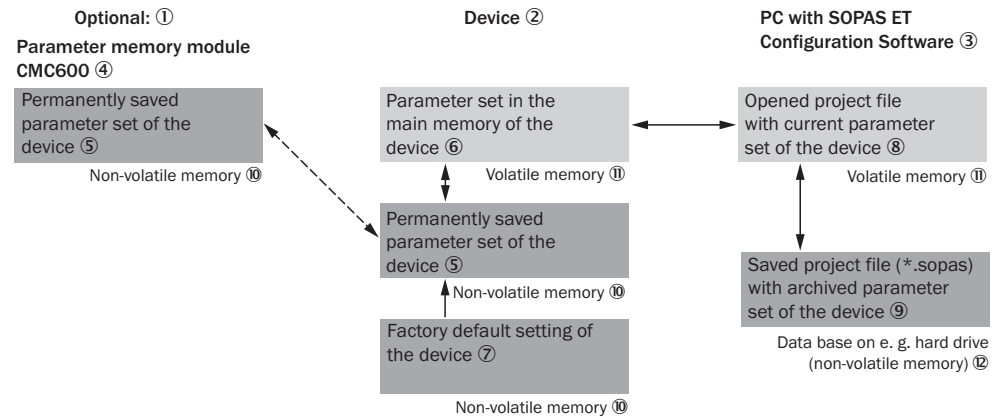 Optional: ①
Parameter memory module
CMC600 ④
Permanently saved
parameter set of the
device ⑤
Non-volatile memory ⑩
Device ②
Parameter set in the
main memory of the
device ⑥
Volatile memory ⑪
Permanently saved
parameter set of the
device ⑤
Non-volatile memory ⑩
Factory default setting of
the device ⑦
Non-volatile memory ⑩
PC with SOPAS ET
Configuration Software ③
Opened project file
with current parameter
set of the device ⑧
Volatile memory ⑪
Saved project file (*.sopas)
with archived parameter
set of the device ⑨
Data base on e. g. hard drive
(non-volatile memory) ⑫